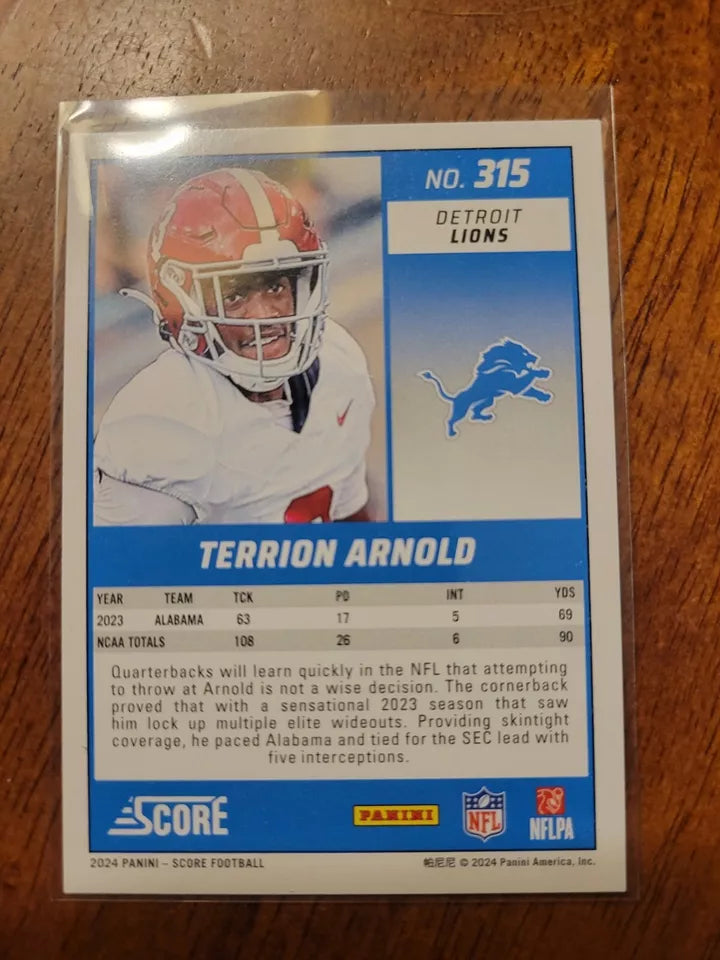 NO. 315
DETROIT
LIONS
TERRION ARNOLD
YEAR TEAM TCK PD INT YDS
2023 ALABAMA 63 17 5 69
NCAA TOTALS 108 26 6 90
Quarterbacks will learn quickly in the NFL that attempting
to throw at Arnold is not a wise decision. The cornerback
proved that with a sensational 2023 season that saw
him lock up multiple elite wideouts. Providing skintight
coverage, he paced Alabama and tied for the SEC lead with
five interceptions.
SCORE PANINI NFL NFLPA
2024 PANINI – SCORE FOOTBALL 帕尼尼 © 2024 Panini America, Inc.